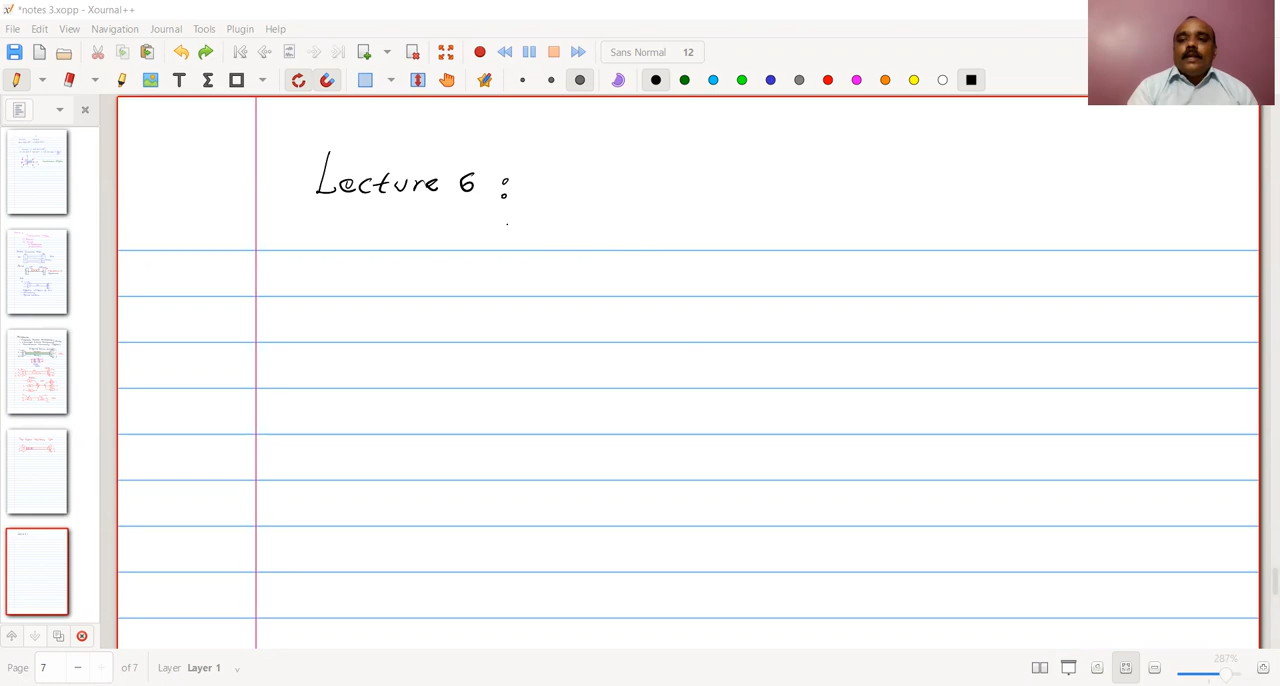 *notes 3.xopp - Xournal++
File Edit View Navigation Journal Tools Plugin Help
Sans Normal 12
Lecture 6 :
Page 7 of 7 Layer Layer 1
287%